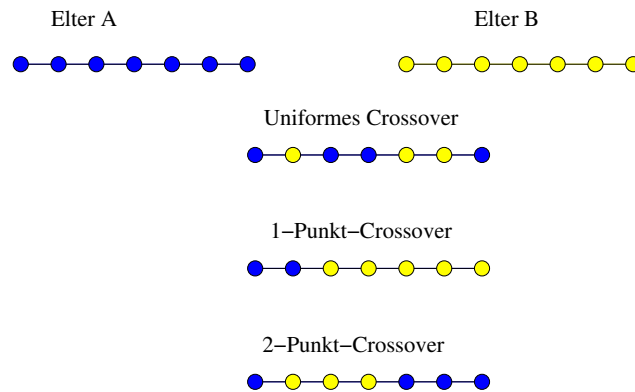 Elter A
Elter B
Uniformes Crossover
1−Punkt−Crossover
2−Punkt−Crossover